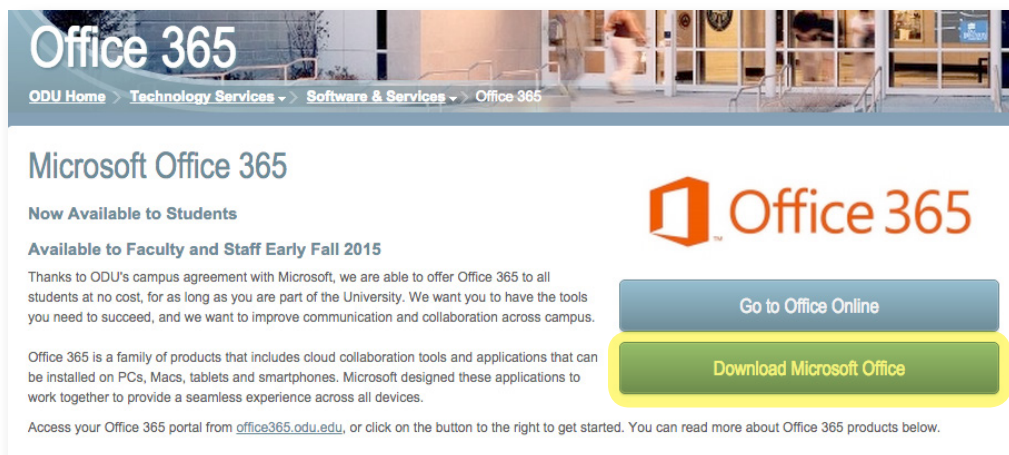 Office 365
ODU Home > Technology Services > Software & Services > Office 365
Microsoft Office 365
Now Available to Students
Available to Faculty and Staff Early Fall 2015
Thanks to ODU's campus agreement with Microsoft, we are able to offer Office 365 to all
students at no cost, for as long as you are part of the University. We want you to have the tools
you need to succeed, and we want to improve communication and collaboration across campus.
Office 365 is a family of products that includes cloud collaboration tools and applications that can
be installed on PCs, Macs, tablets and smartphones. Microsoft designed these applications to
work together to provide a seamless experience across all devices.
Access your Office 365 portal from office365.odu.edu, or click on the button to the right to get started. You can read more about Office 365 products below.
Office 365
™
Go to Office Online
Download Microsoft Office